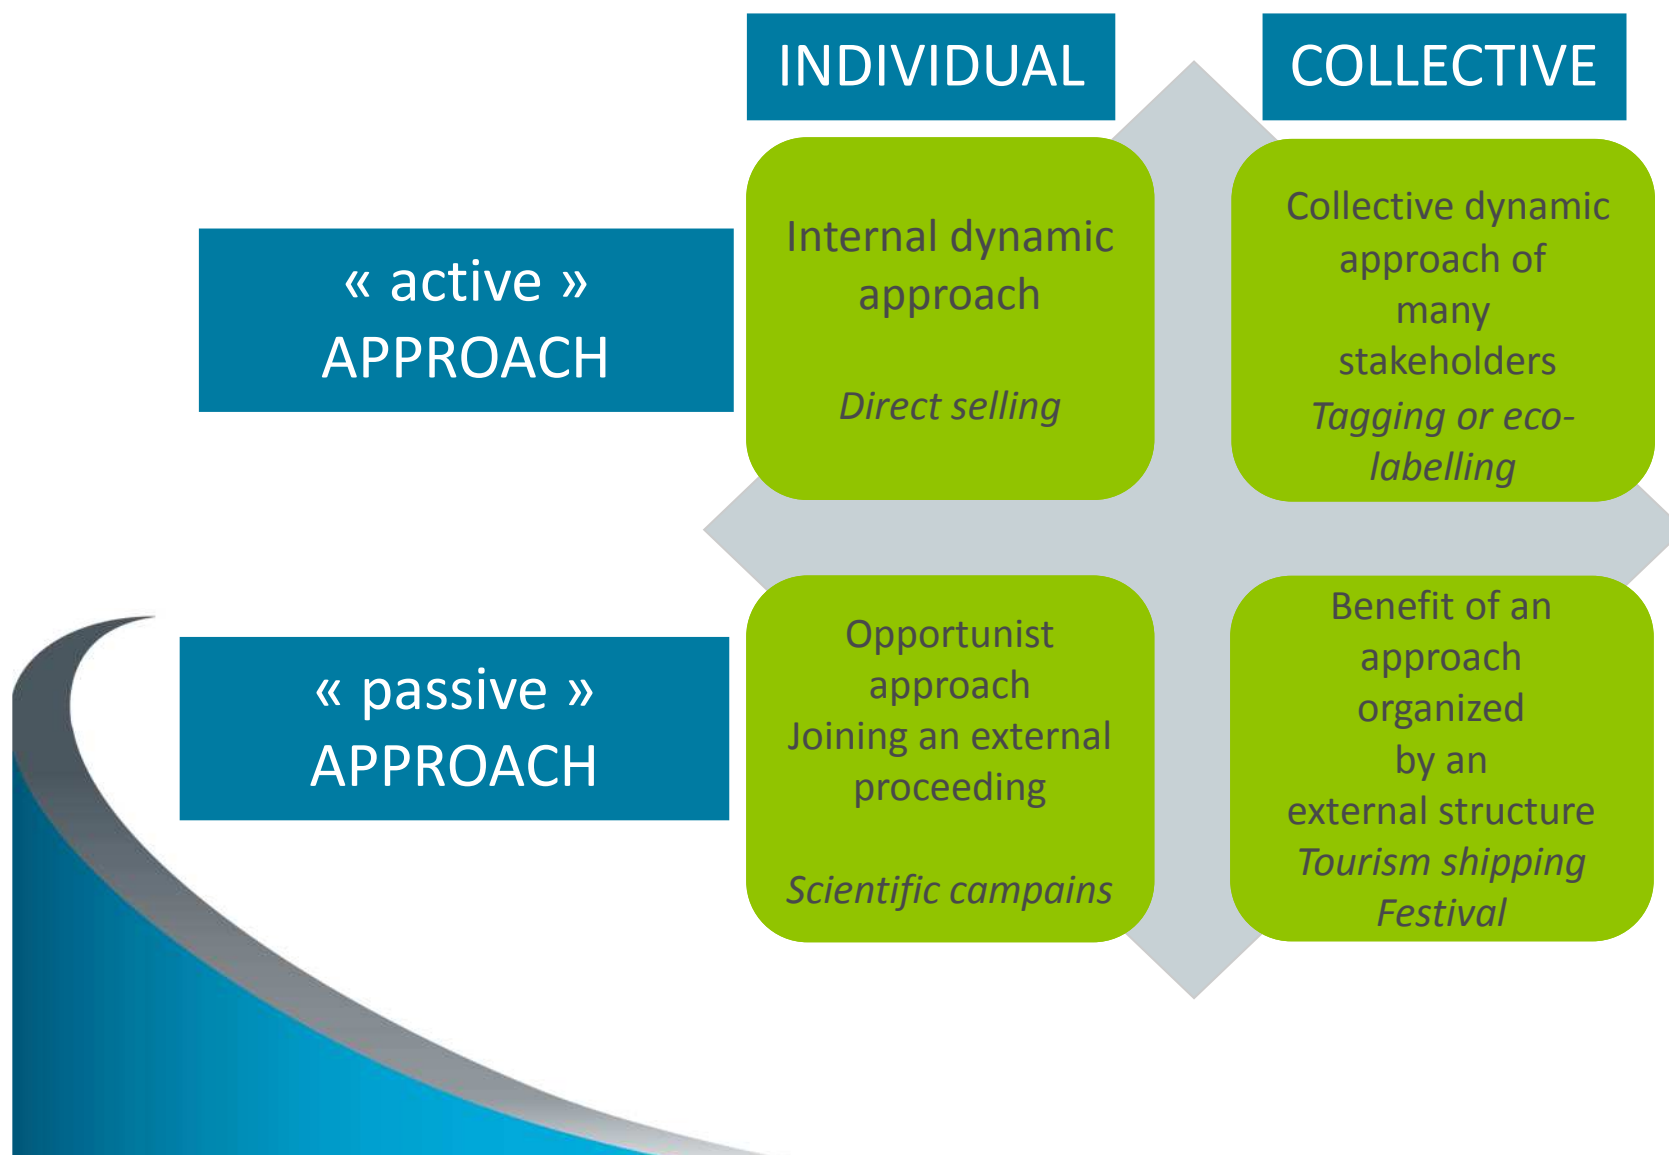 INDIVIDUAL
COLLECTIVE
« active »
APPROACH
Internal dynamic
approach
Direct selling
Collective dynamic
approach of
many
stakeholders
Tagging or eco-
labelling
« passive »
APPROACH
Opportunist
approach
Joining an external
proceeding
Scientific campains
Benefit of an
approach
organized
by an
external structure
Tourism shipping
Festival